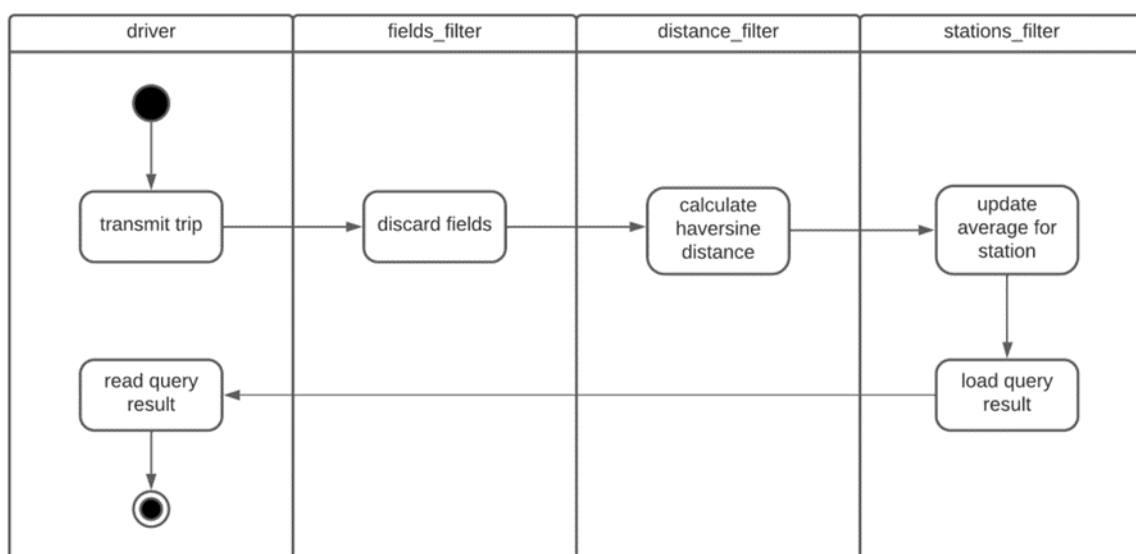 driver
fields_filter
distance_filter
stations_filter
transmit trip
discard fields
calculate
haversine
distance
update
average for
station
read query
result
load query
result